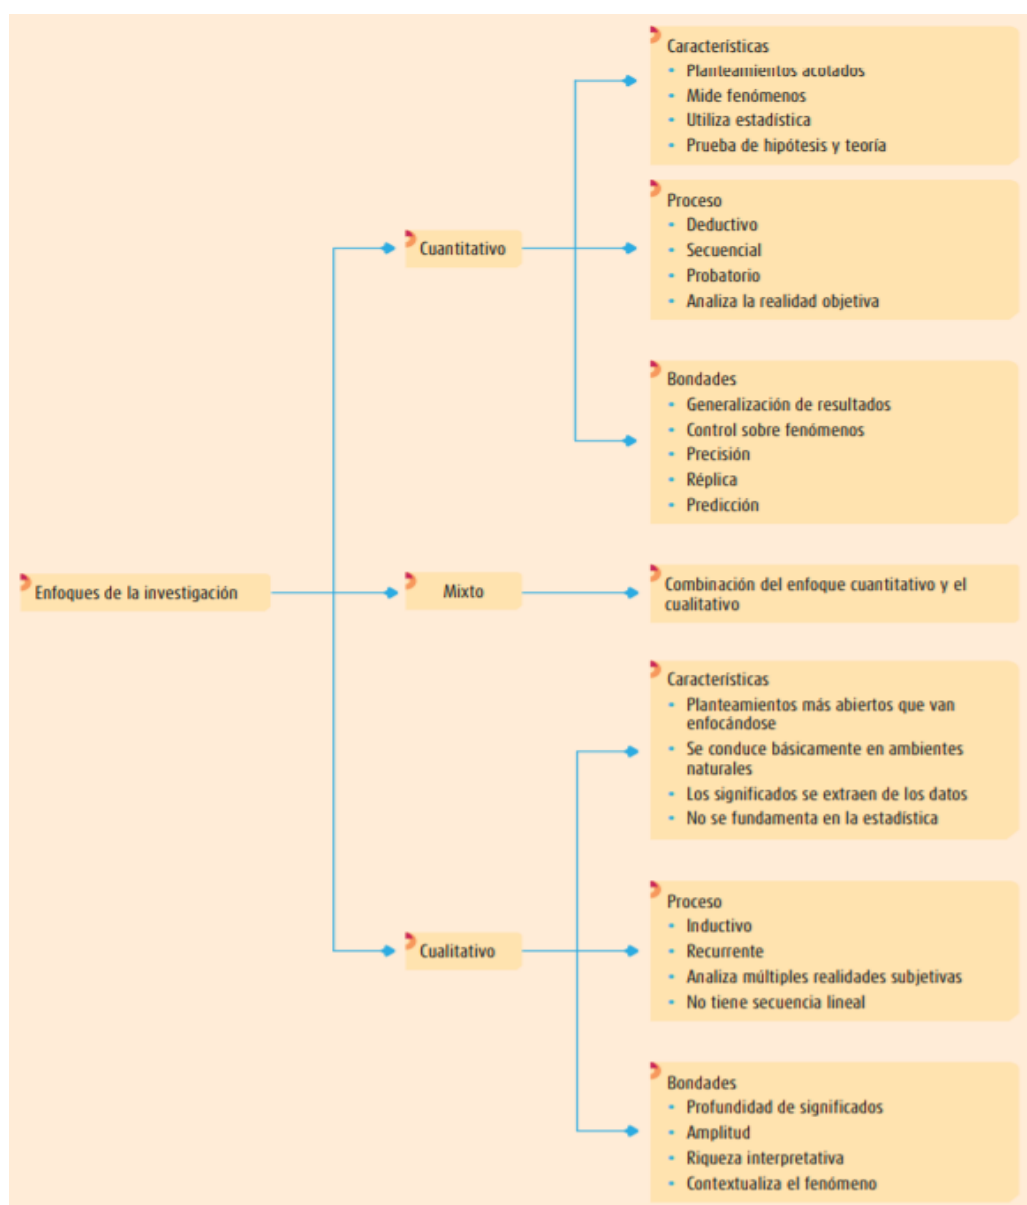 Enfoques de la investigación
Cuantitativo
Características
• Planteamientos acotados
• Mide fenómenos
• Utiliza estadística
• Prueba de hipótesis y teoría
Proceso
• Deductivo
• Secuencial
• Probatorio
• Analiza la realidad objetiva
Bondades
• Generalización de resultados
• Control sobre fenómenos
• Precisión
• Réplica
• Predicción
Mixto
Combinación del enfoque cuantitativo y el
cualitativo
Cualitativo
Características
• Planteamientos más abiertos que van
enfocándose
• Se conduce básicamente en ambientes
naturales
• Los significados se extraen de los datos
• No se fundamenta en la estadística
Proceso
• Inductivo
• Recurrente
• Analiza múltiples realidades subjetivas
• No tiene secuencia lineal
Bondades
• Profundidad de significados
• Amplitud
• Riqueza interpretativa
• Contextualiza el fenómeno